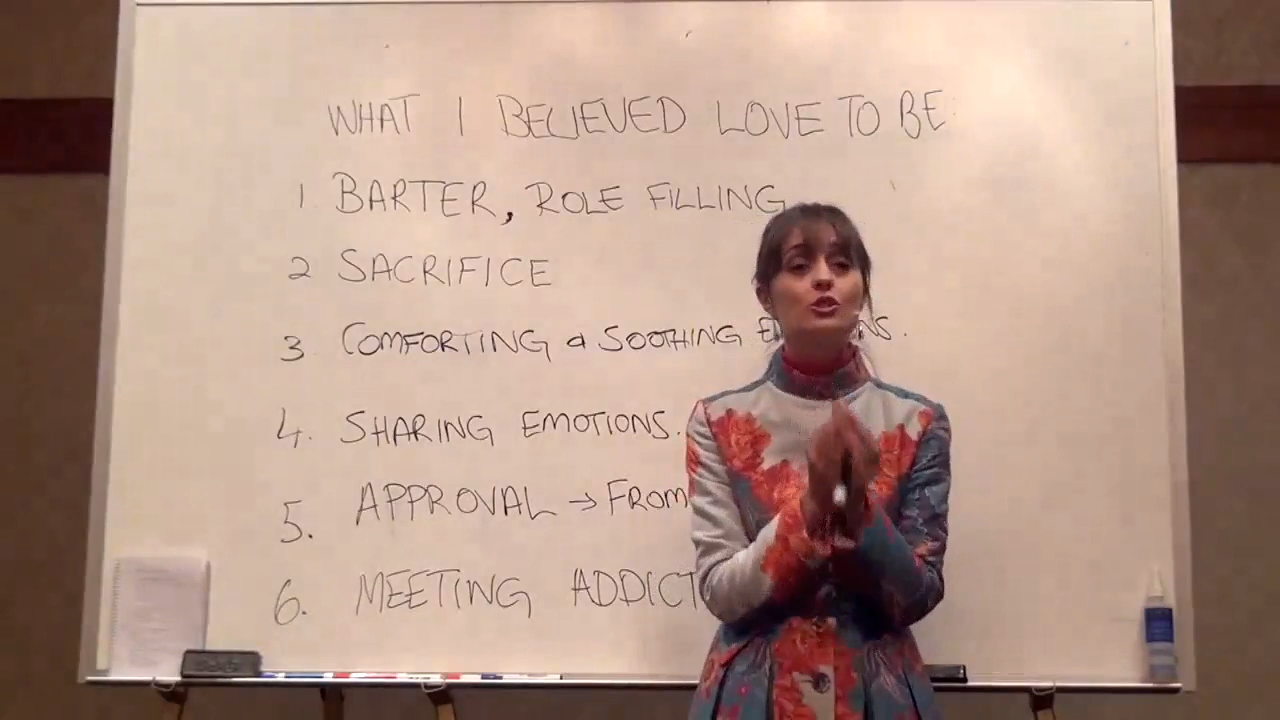 WHAT I BELIEVED LOVE TO BE:
1. BARTER, ROLE FILLING
2 SACRIFICE
3 COMFORTING & SOOTHING
4. SHARING EMOTIONS.
5. APPROVAL → FROM
6. MEETING